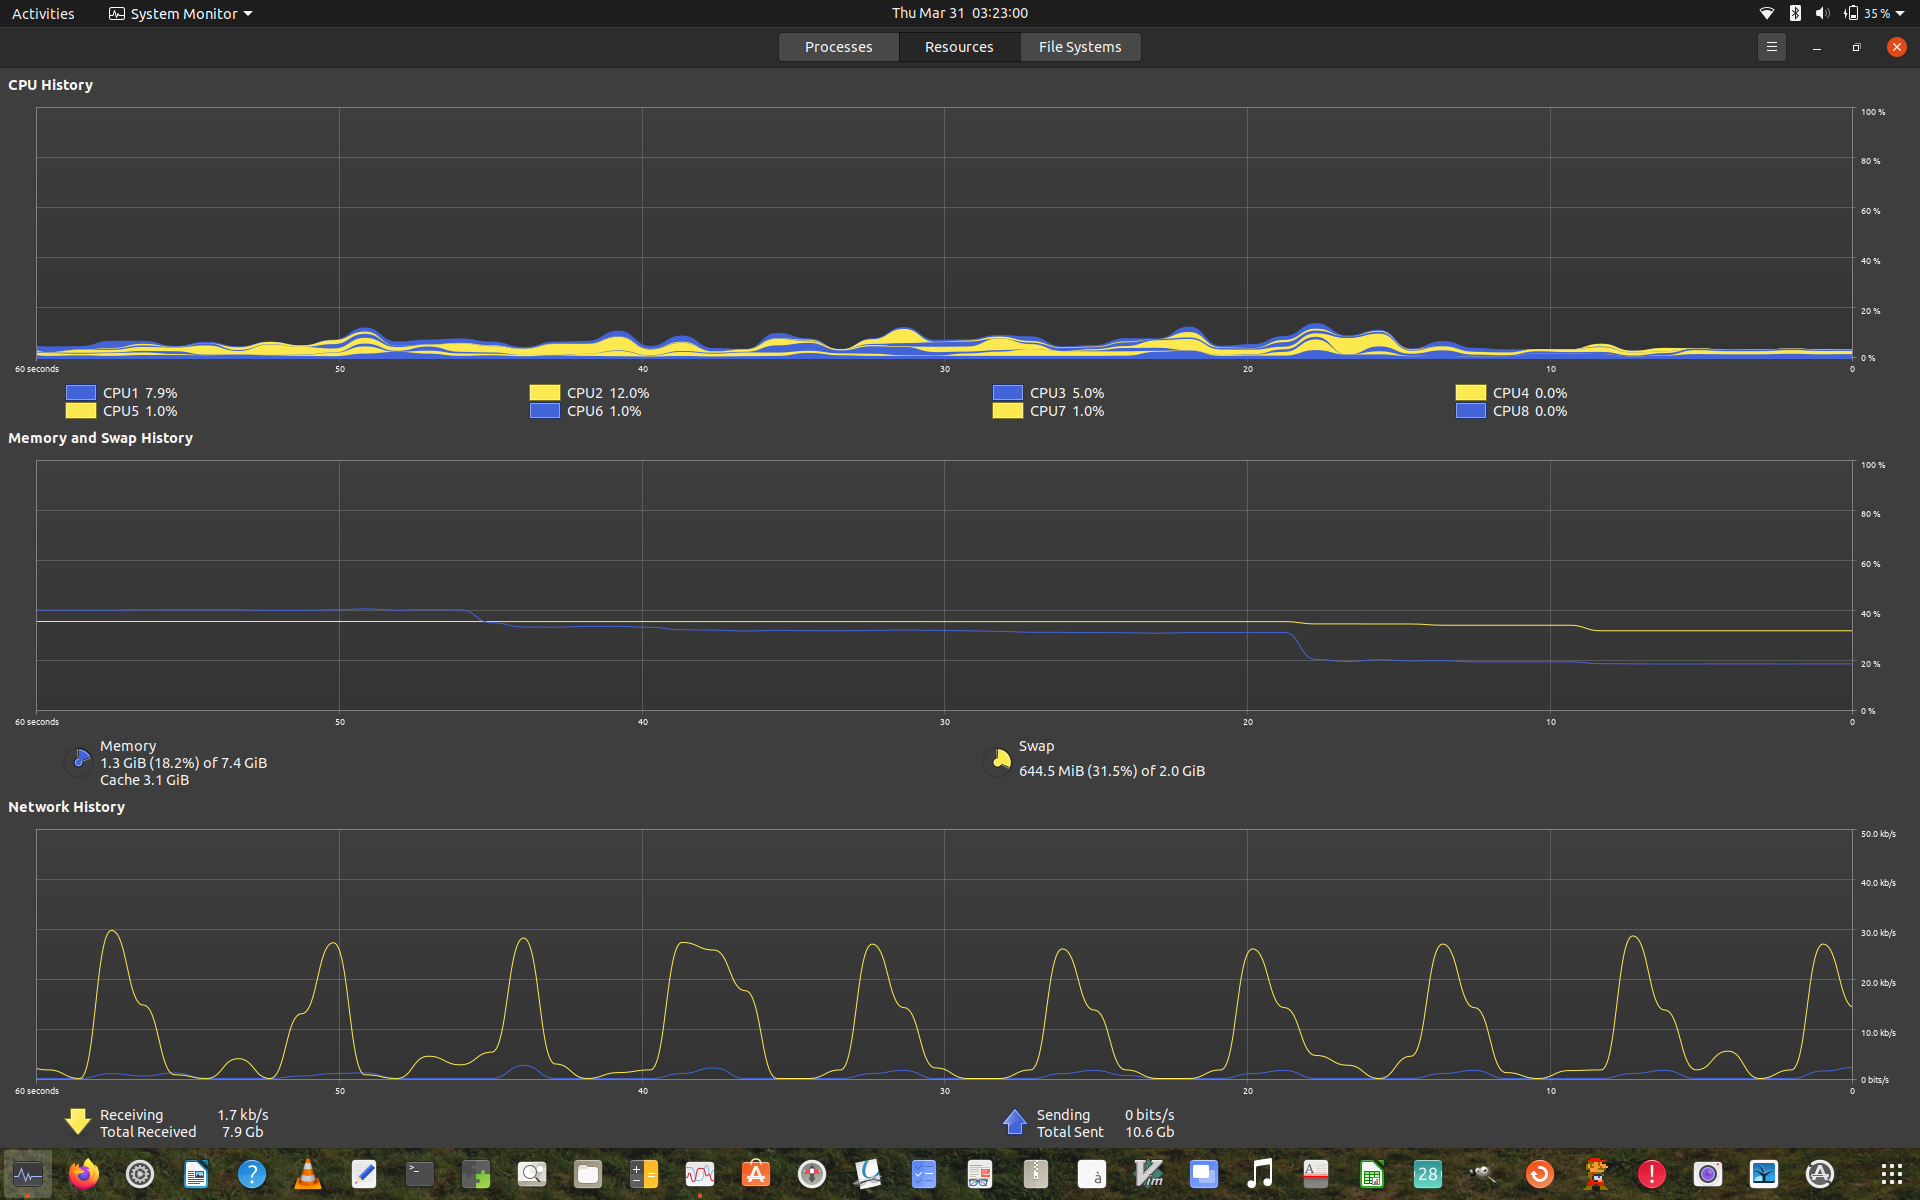 Activities System Monitor Thu Mar 31 03:23:00 35 %
Processes Resources File Systems
CPU History
100 %
80 %
60 %
40 %
20 %
0 %
60 seconds 50 40 30 20 10 0
CPU1 7.9% CPU2 12.0% CPU3 5.0% CPU4 0.0%
CPU5 1.0% CPU6 1.0% CPU7 1.0% CPU8 0.0%
Memory and Swap History
100 %
80 %
60 %
40 %
20 %
0 %
60 seconds 50 40 30 20 10 0
Memory
1.3 GiB (18.2%) of 7.4 GiB
Cache 3.1 GiB
Swap
644.5 MiB (31.5%) of 2.0 GiB
Network History
50.0 kb/s
40.0 kb/s
30.0 kb/s
20.0 kb/s
10.0 kb/s
0 bits/s
60 seconds 50 40 30 20 10 0
Receiving 1.7 kb/s
Total Received 7.9 Gb
Sending 0 bits/s
Total Sent 10.6 Gb
? >_ à Vim A 28 !